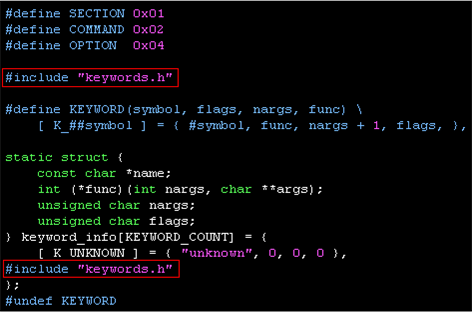 #define SECTION 0x01
#define COMMAND 0x02
#define OPTION  0x04
#include "keywords.h"
#define KEYWORD(symbol, flags, nargs, func) \
    [ K_##symbol ] = { #symbol, func, nargs + 1, flags, },
static struct {
    const char *name;
    int (*func)(int nargs, char **args);
    unsigned char nargs;
    unsigned char flags;
} keyword_info[KEYWORD_COUNT] = {
    [ K_UNKNOWN ] = { "unknown", 0, 0, 0 },
#include "keywords.h"
};
#undef KEYWORD